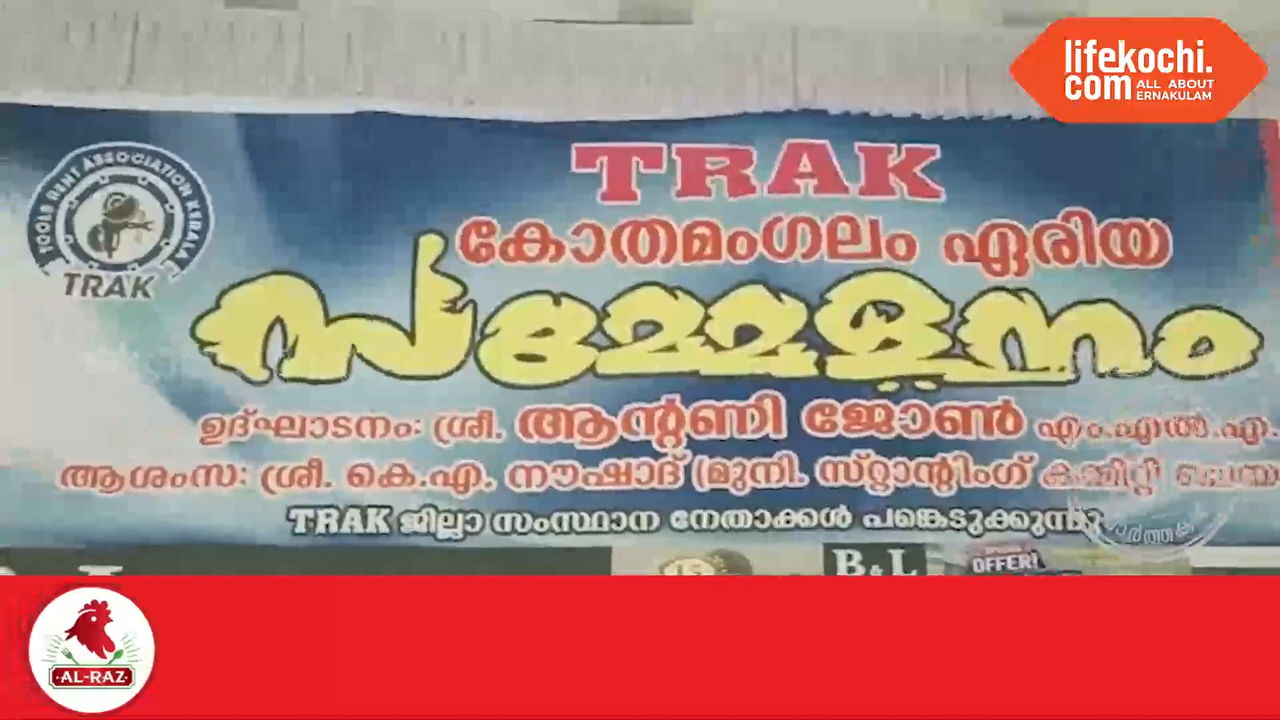 lifekochi.
com ALL ABOUT
ERNAKULAM
TOOLS RENT ASSOCIATION KERALA
TRAK
TRAK
കോതമംഗലം ഏരിയ
സമ്മേളനം
ഉദ്ഘാടനം: ശ്രീ. ആന്റണി ജോൺ എം.എൽ.എ.
ആശംസ: ശ്രീ. കെ.എ. നൗഷാദ് (മുനി. സ്റ്റാന്റിംഗ് കമ്മിറ്റി
TRAK ജില്ലാ സംസ്ഥാന നേതാക്കൾ പങ്കെടുക്കുന്നു
B&L
OFFER!
AL-RAZ